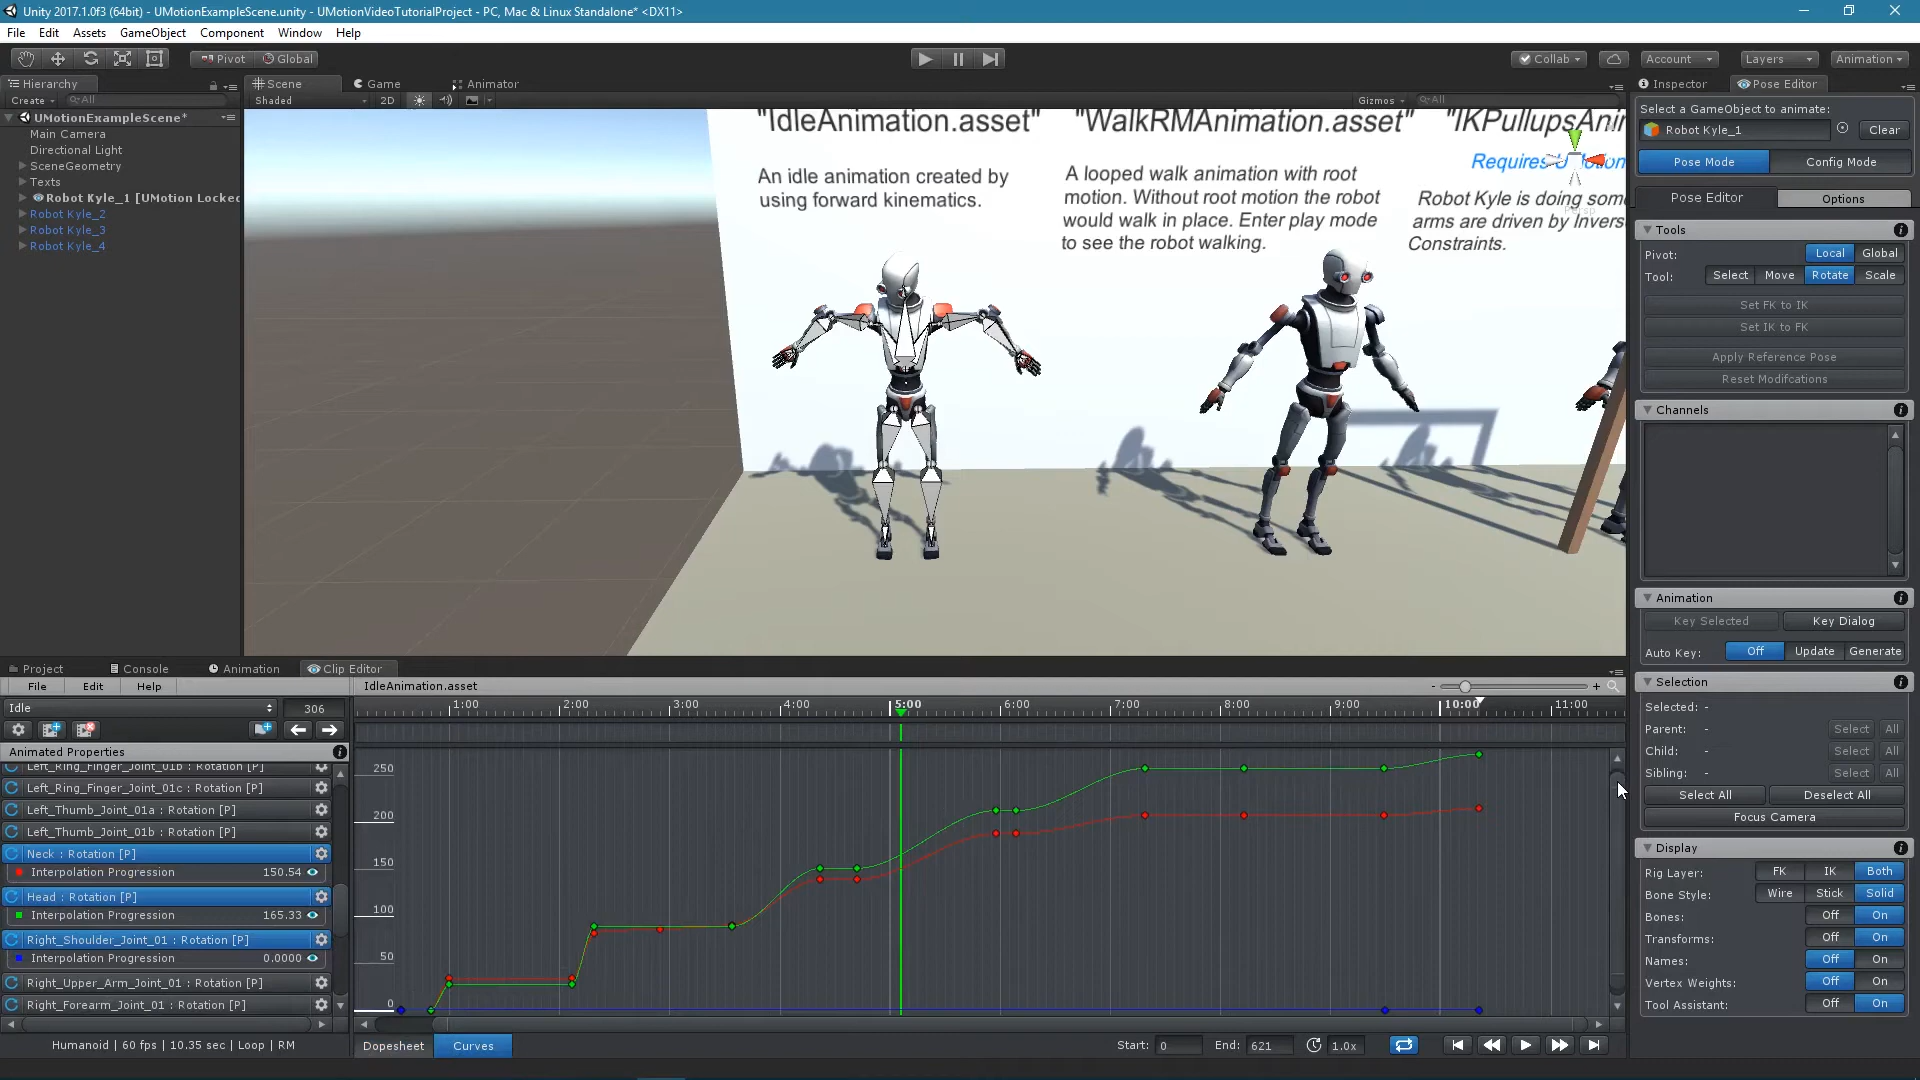 Unity 2017.1.0f3 (64bit) - UMotionExampleScene.unity - UMotionVideoTutorialProject - PC, Mac & Linux Standalone* <DX11>
File Edit Assets GameObject Component Window Help
Pivot Global Collab Account Layers Animation
Hierarchy Scene Game Animator Inspector Pose Editor
Create All Shaded 2D Gizmos All
UMotionExampleScene*
Main Camera
Directional Light
SceneGeometry
Texts
Robot Kyle_1 [UMotion Locked
Robot Kyle_2
Robot Kyle_3
Robot Kyle_4
"IdleAnimation.asset"
An idle animation created by
using forward kinematics.
"WalkRMAnimation.asset"
A looped walk animation with root
motion. Without root motion the robot
would walk in place. Enter play mode
to see the robot walking.
"IKPullupsAnim
Requires UMotion
Persp
Robot Kyle is doing som
arms are driven by Invers
Constraints.
Select a GameObject to animate:
Robot Kyle_1 Clear
Pose Mode Config Mode
Pose Editor Options
Tools
Pivot: Local Global
Tool: Select Move Rotate Scale
Set FK to IK
Set IK to FK
Apply Reference Pose
Reset Modifcations
Channels
Animation
Key Selected Key Dialog
Auto Key: Off Update Generate
Selection
Selected: -
Parent: - Select All
Child: - Select All
Sibling: - Select All
Select All Deselect All
Focus Camera
Display
Rig Layer: FK IK Both
Bone Style: Wire Stick Solid
Bones: Off On
Transforms: Off On
Names: Off On
Vertex Weights: Off On
Tool Assistant: Off On
Project Console Animation Clip Editor
File Edit Help IdleAnimation.asset - +
Idle 306
1:00 2:00 3:00 4:00 5:00 6:00 7:00 8:00 9:00 10:00 11:00
Animated Properties
Left_Ring_Finger_Joint_01b : Rotation [P]
Left_Ring_Finger_Joint_01c : Rotation [P]
Left_Thumb_Joint_01a : Rotation [P]
Left_Thumb_Joint_01b : Rotation [P]
Neck : Rotation [P]
Interpolation Progression 150.54
Head : Rotation [P]
Interpolation Progression 165.33
Right_Shoulder_Joint_01 : Rotation [P]
Interpolation Progression 0.0000
Right_Upper_Arm_Joint_01 : Rotation [P]
Right_Forearm_Joint_01 : Rotation [P]
250
200
150
100
50
0
Humanoid | 60 fps | 10.35 sec | Loop | RM
Dopesheet Curves
Start: 0 End: 621 1.0x